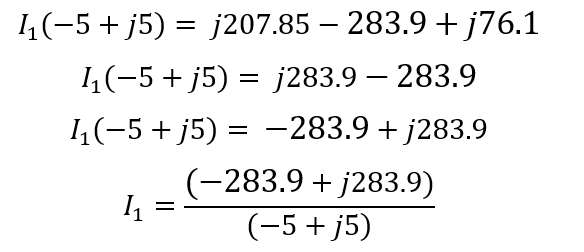 I₁(−5 + j5) = j207.85 − 283.9 + j76.1
I₁(−5 + j5) = j283.9 − 283.9
I₁(−5 + j5) = −283.9 + j283.9
I₁ = (−283.9 + j283.9) / (−5 + j5)